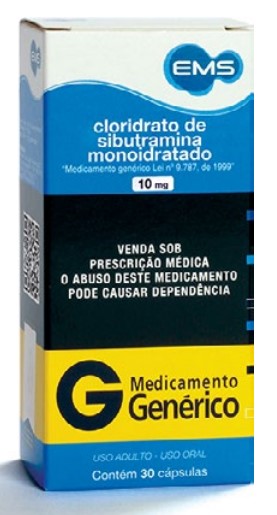 EMS
cloridrato de
sibutramina
monoidratado
"Medicamento genérico Lei nº 9.787, de 1999"
10 mg
VENDA SOB
PRESCRIÇÃO MÉDICA
O ABUSO DESTE MEDICAMENTO
PODE CAUSAR DEPENDÊNCIA
G Medicamento
Genérico
USO ADULTO - USO ORAL
Contém 30 cápsulas